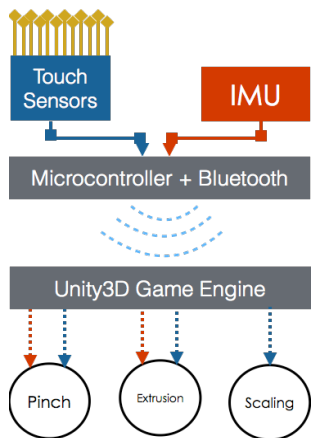 Touch
Sensors
IMU
Microcontroller + Bluetooth
Unity3D Game Engine
Pinch
Extrusion
Scaling